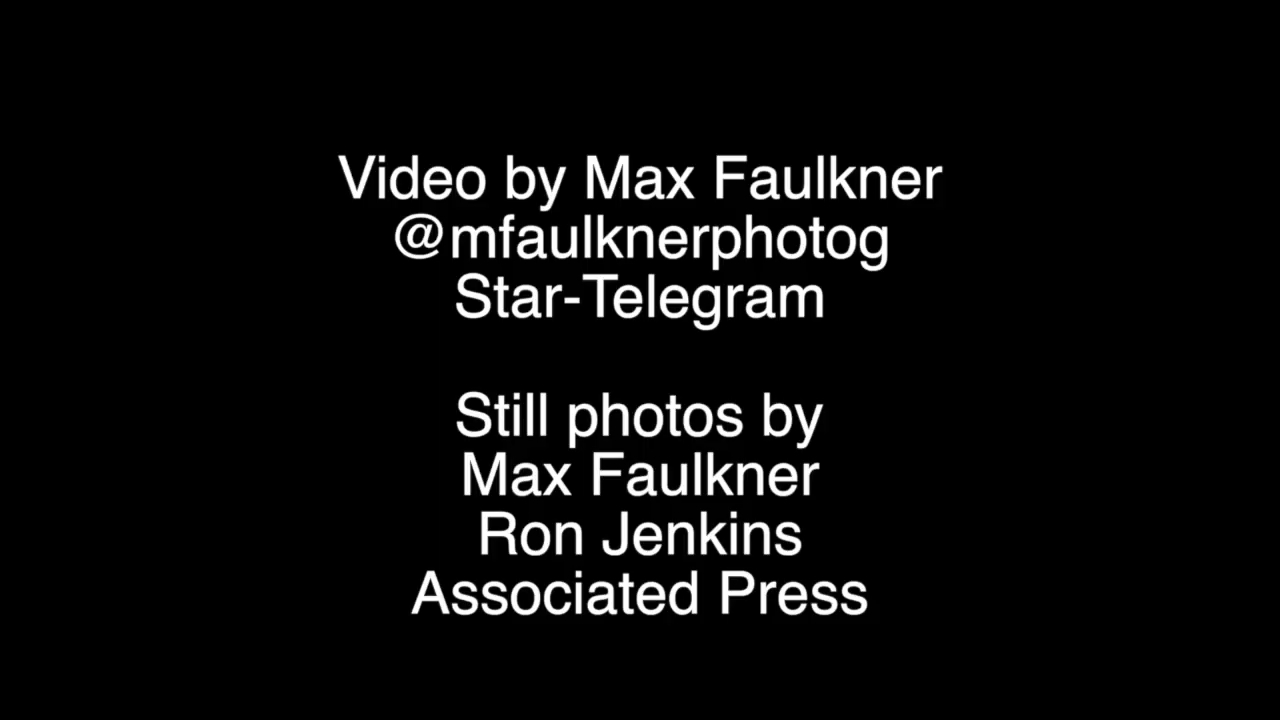 Video by Max Faulkner
@mfaulknerphotog
Star-Telegram
Still photos by
Max Faulkner
Ron Jenkins
Associated Press